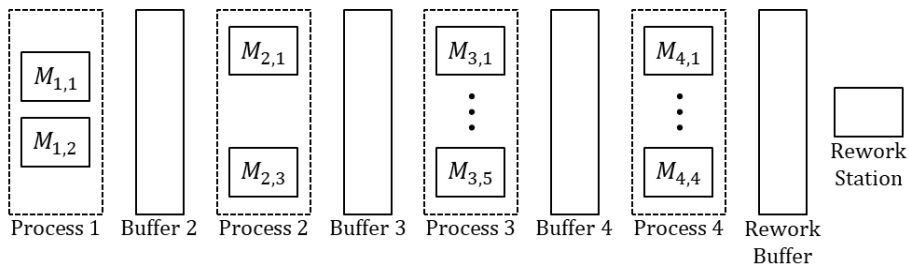 M1,1
M1,2
M2,1
M2,3
M3,1
⋮
M3,5
M4,1
⋮
M4,4
Process 1
Buffer 2
Process 2
Buffer 3
Process 3
Buffer 4
Process 4
Rework
Buffer
Rework
Station